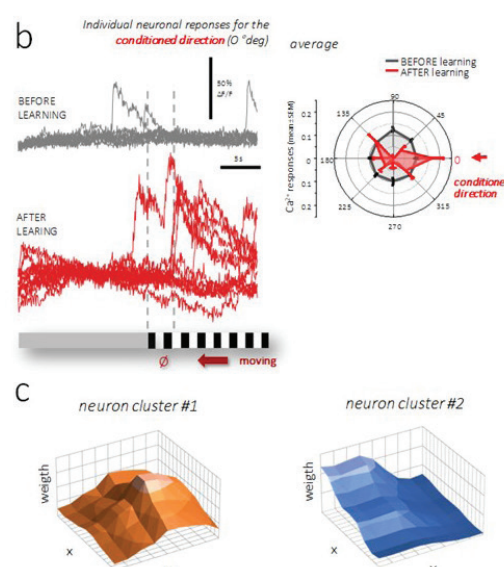 b
Individual neuronal reponses for the
conditioned direction (O °deg)
average
BEFORE learning
AFTER learning
50%
ΔF/F
BEFORE
LEARNING
5s
AFTER
LEARING
Ca²⁺ responses (mean±SEM)
0.2
0.1
0
0.1
0.2
90
45
135
180
0
225
315
270
conditioned
direction
Ø
moving
c
neuron cluster #1
neuron cluster #2
weigth
x
weigth
x